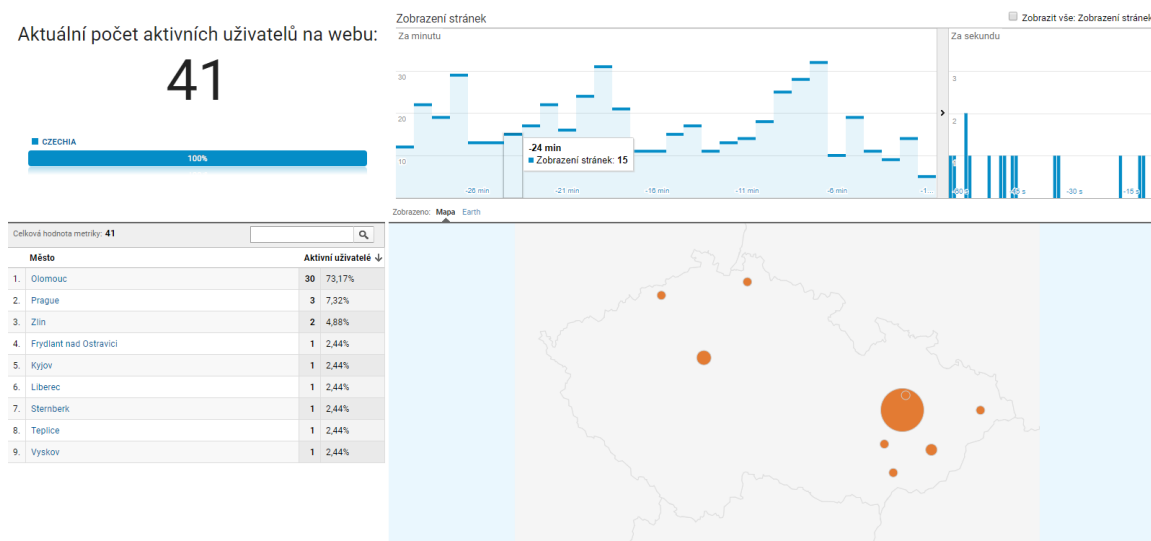 Aktuální počet aktivních uživatelů na webu:
41
CZECHIA
100%
Zobrazení stránek
Zobrazit vše: Zobrazení stránek
Za minutu
Za sekundu
30
20
10
3
2
-24 min
Zobrazení stránek: 15
-26 min
-21 min
-16 min
-11 min
-6 min
-1...
-60 s
-45 s
-30 s
-15 s
Zobrazeno: Mapa Earth
Celková hodnota metriky: 41
Město Aktivní uživatelé
1. Olomouc 30 73,17%
2. Prague 3 7,32%
3. Zlin 2 4,88%
4. Frydlant nad Ostravici 1 2,44%
5. Kyjov 1 2,44%
6. Liberec 1 2,44%
7. Sternberk 1 2,44%
8. Teplice 1 2,44%
9. Vyskov 1 2,44%